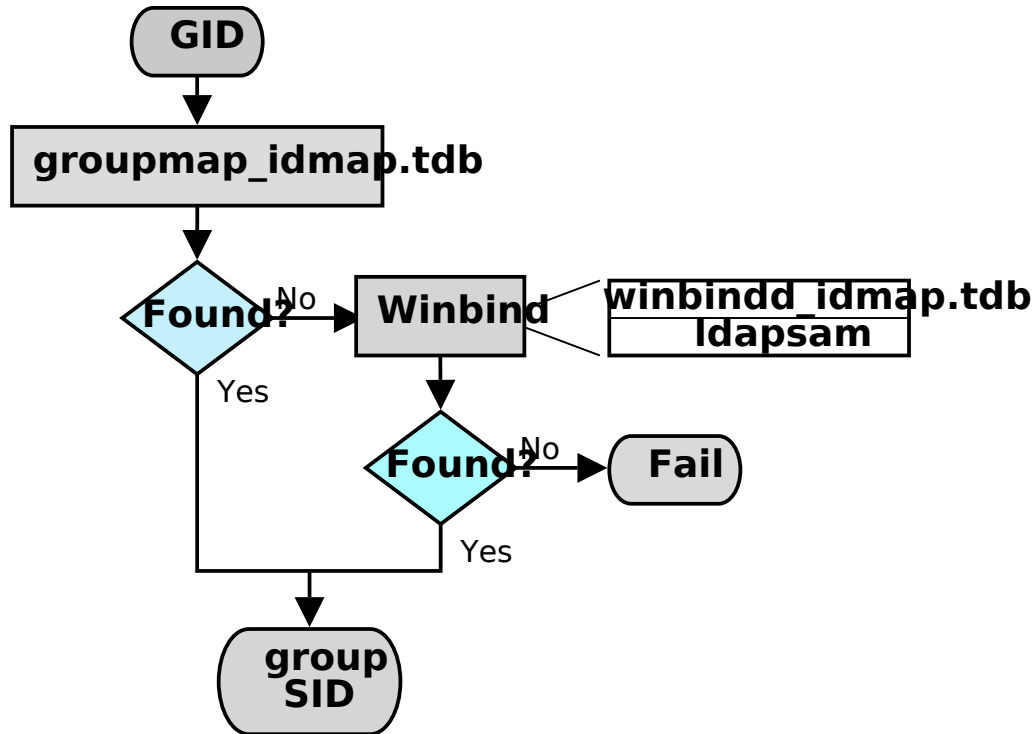 GID
groupmap_idmap.tdb
Found?
No
Winbind
winbindd_idmap.tdb
ldapsam
Yes
Found?
No
Fail
Yes
group
SID